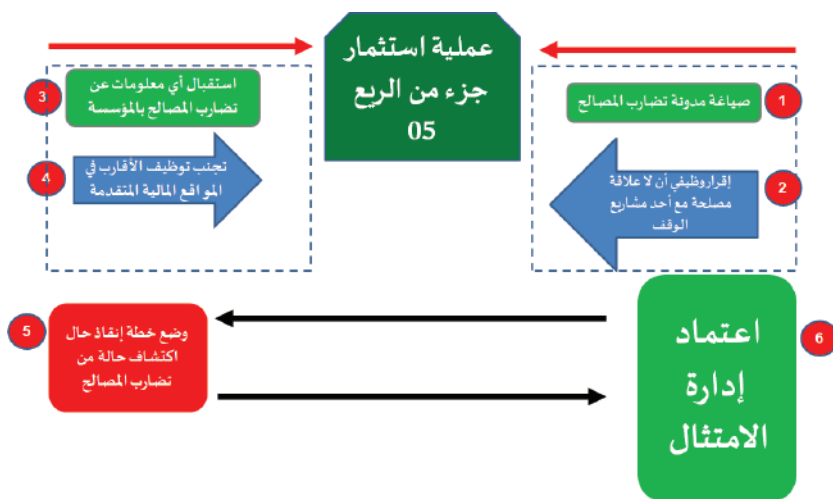 عملية استثمار
جزء من الريع
05
1
صياغة مدونة تضارب المصالح
2
إقرار وظيفي أن لا علاقة
مصلحة مع أحد مشاريع
الوقف
3
استقبال أي معلومات عن
تضارب المصالح بالمؤسسة
4
تجنب توظيف الأقارب في
المواقع المالية المتقدمة
5
وضع خطة إنقاذ حال
اكتشاف حالة من
تضارب المصالح
6
اعتماد
إدارة
الامتثال